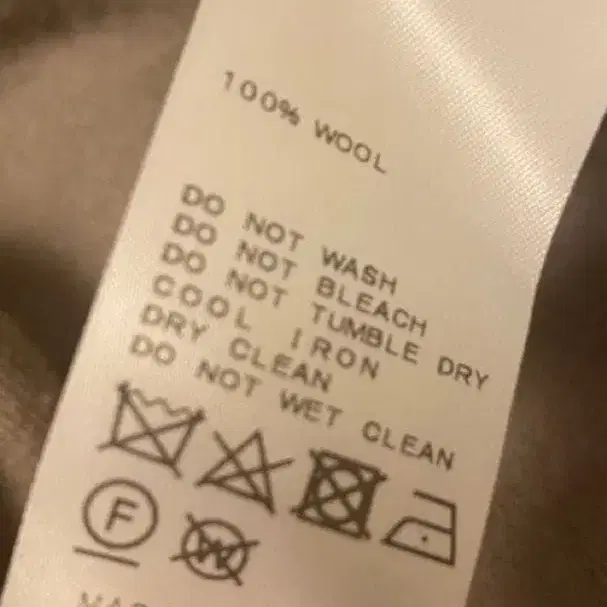 100% WOOL
DO NOT WASH
DO NOT BLEACH
DO NOT TUMBLE DRY
COOL IRON
DRY CLEAN
DO NOT WET CLEAN
F
W